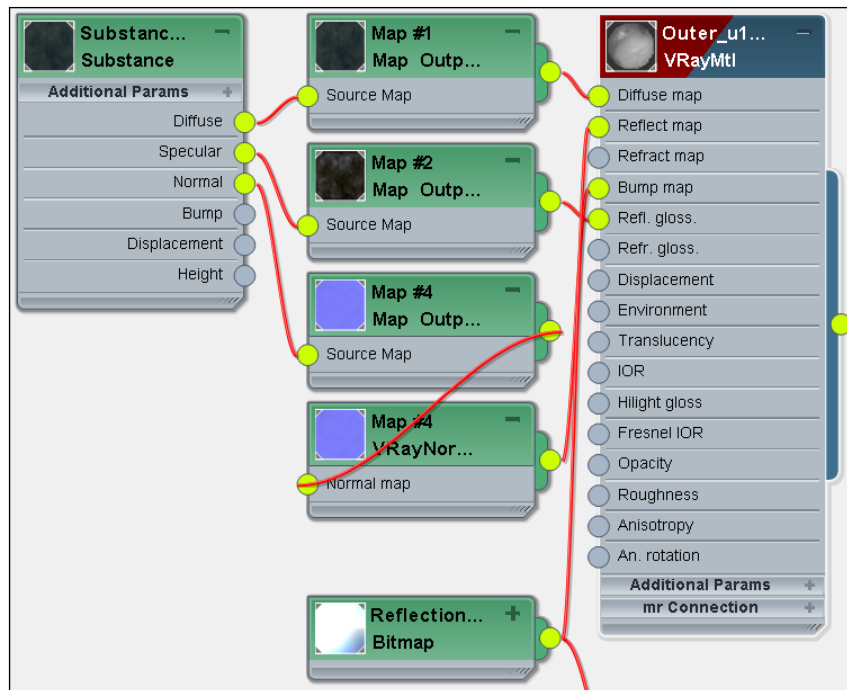 Substanc...
Substance
Additional Params
Diffuse
Specular
Normal
Bump
Displacement
Height
Map #1
Map Outp...
Source Map
Map #2
Map Outp...
Source Map
Map #4
Map Outp...
Source Map
Map #4
VRayNor...
Normal map
Reflection...
Bitmap
Outer_u1...
VRayMtl
Diffuse map
Reflect map
Refract map
Bump map
Refl. gloss.
Refr. gloss.
Displacement
Environment
Translucency
IOR
Hilight gloss
Fresnel IOR
Opacity
Roughness
Anisotropy
An. rotation
Additional Params
mr Connection